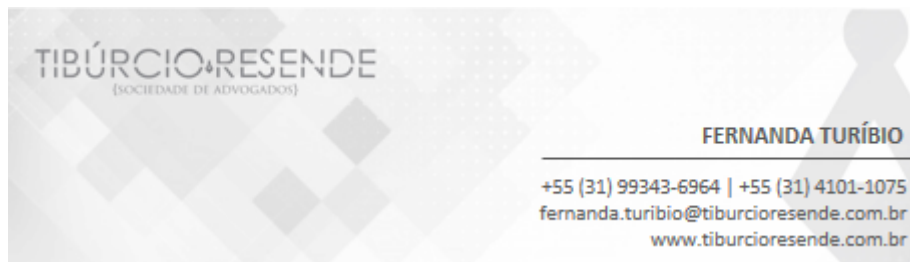 TIBÚRCIO RESENDE
{SOCIEDADE DE ADVOGADOS}
FERNANDA TURÍBIO
+55 (31) 99343-6964 | +55 (31) 4101-1075
fernanda.turibio@tiburcioresende.com.br
www.tiburcioresende.com.br